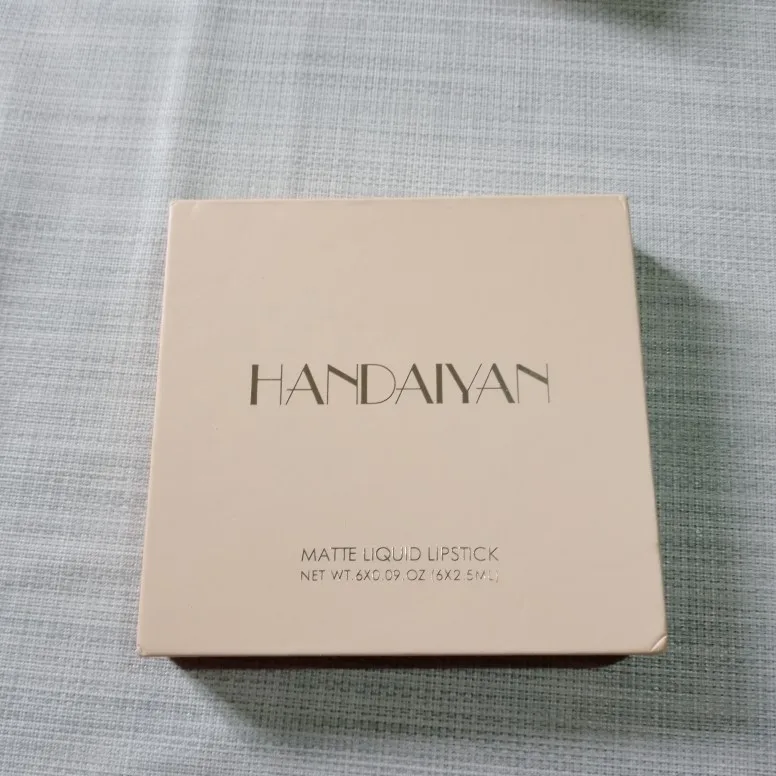 HANDAIYAN
MATTE LIQUID LIPSTICK
NET WT.6X0.09.OZ (6X2.5ML)